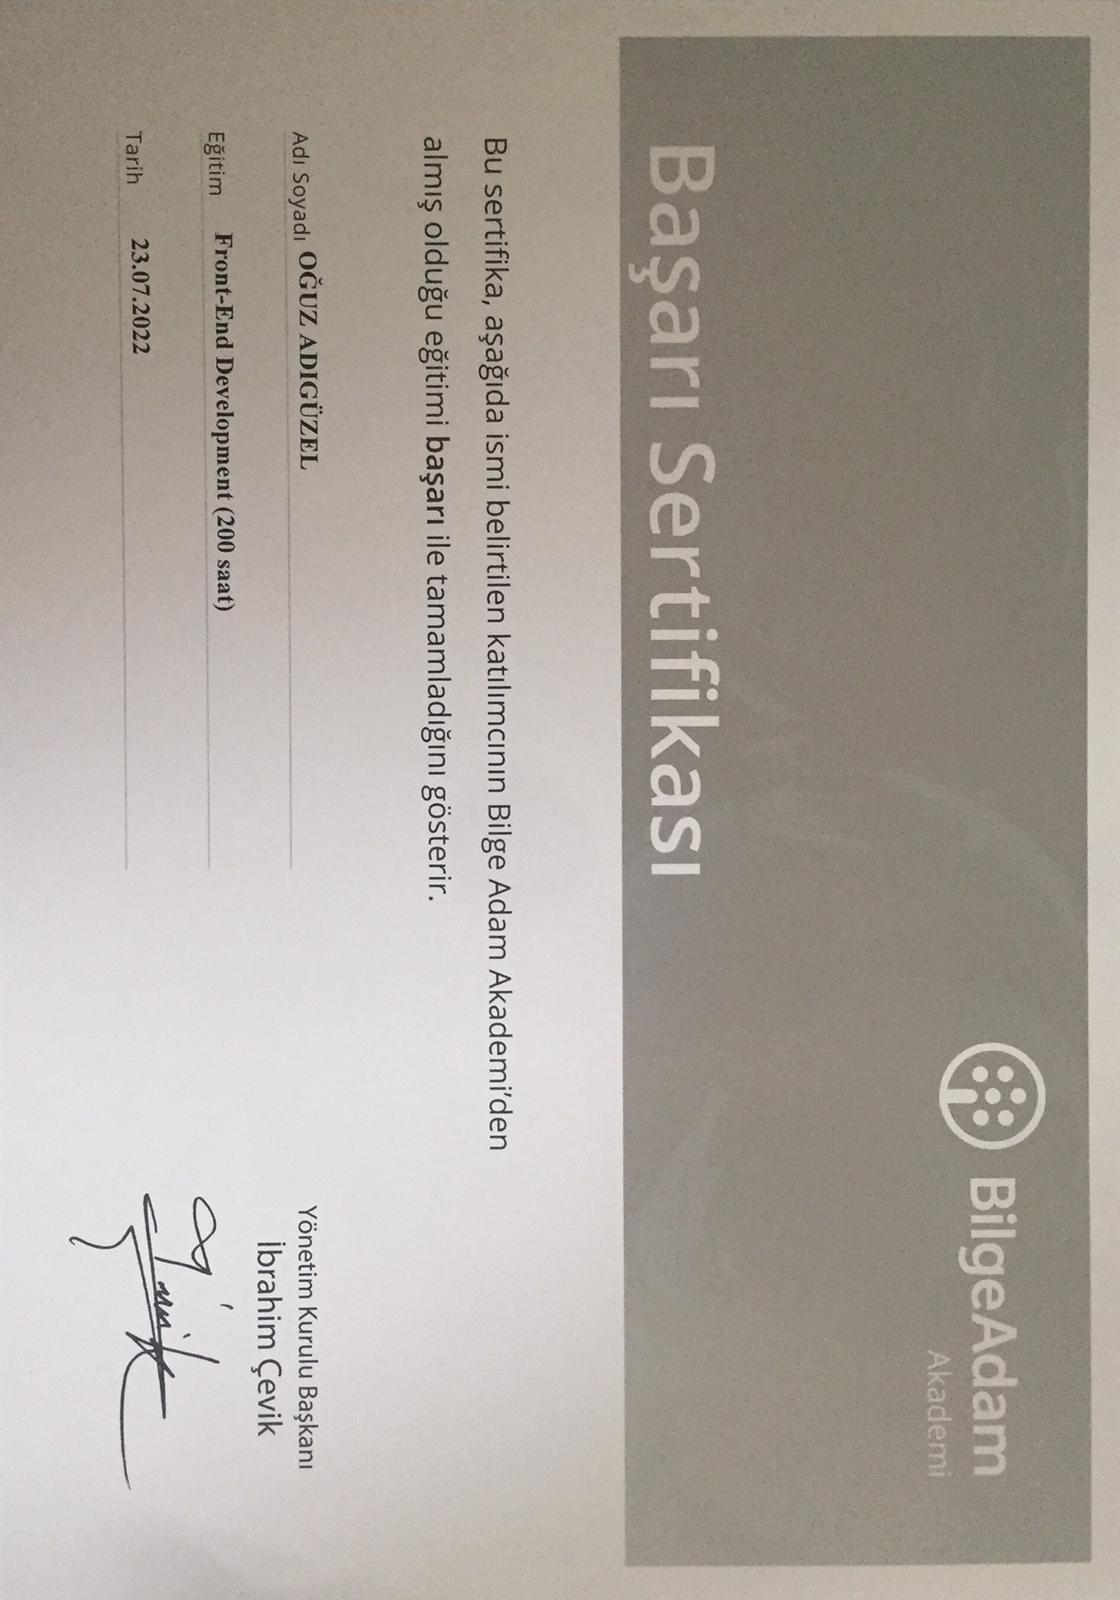 BilgeAdam
Akademi
Başarı Sertifikası
Bu sertifika, aşağıda ismi belirtilen katılımcının Bilge Adam Akademi’den
almış olduğu eğitimi başarı ile tamamladığını gösterir.
Adı Soyadı OĞUZ ADIGÜZEL
Eğitim Front-End Development (200 saat)
Tarih 23.07.2022
Yönetim Kurulu Başkanı
İbrahim Çevik